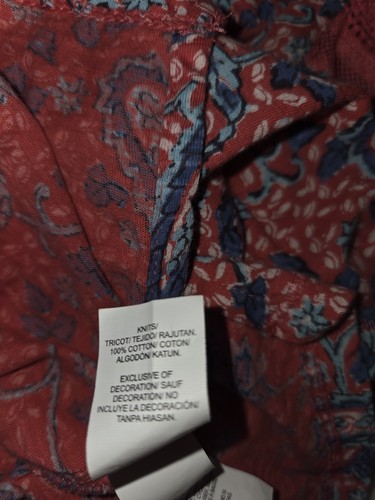 KNITS/
TRICOT/ TEJIDO/ RAJUTAN.
100% COTTON/ COTON/
ALGODÓN/ KATUN.
EXCLUSIVE OF
DECORATION/ SAUF
DECORATION/ NO
INCLUYE LA DECORACIÓN/
TANPA HIASAN.